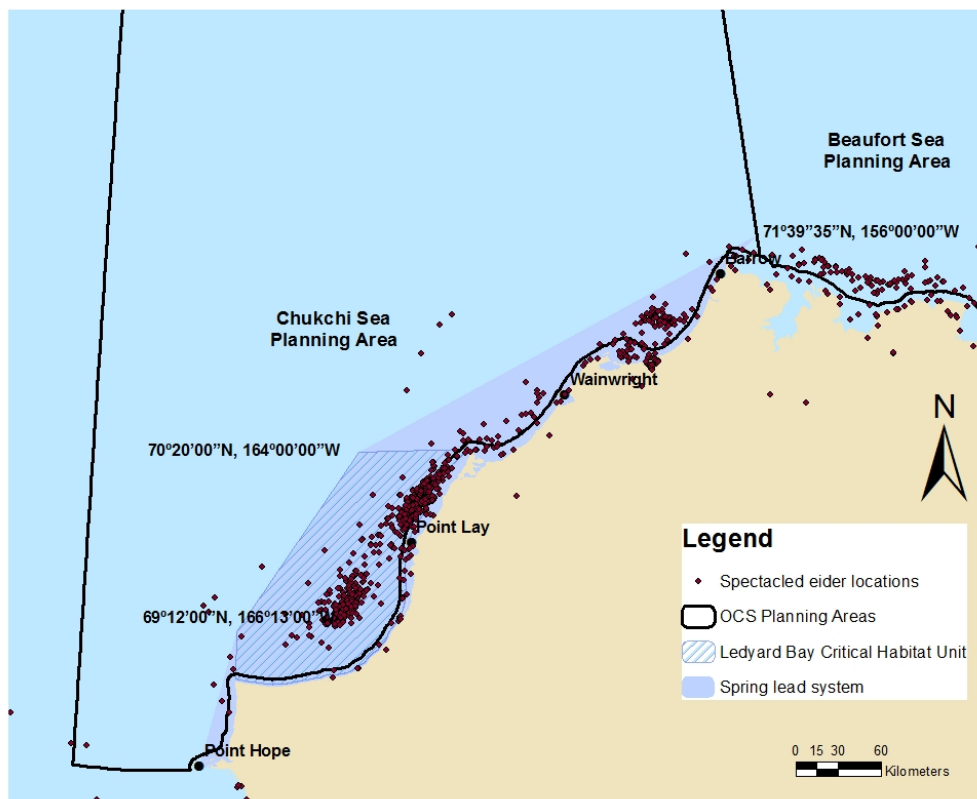 Beaufort Sea
Planning Area
71º39”35”N, 156º00’00”W
Barrow
Chukchi Sea
Planning Area
Wainwright
70º20’00”N, 164º00’00”W
N
Point Lay
Legend
Spectacled eider locations
69º12’00”N, 166º13’00”W
OCS Planning Areas
Ledyard Bay Critical Habitat Unit
Spring lead system
Point Hope
0 15 30 60
Kilometers